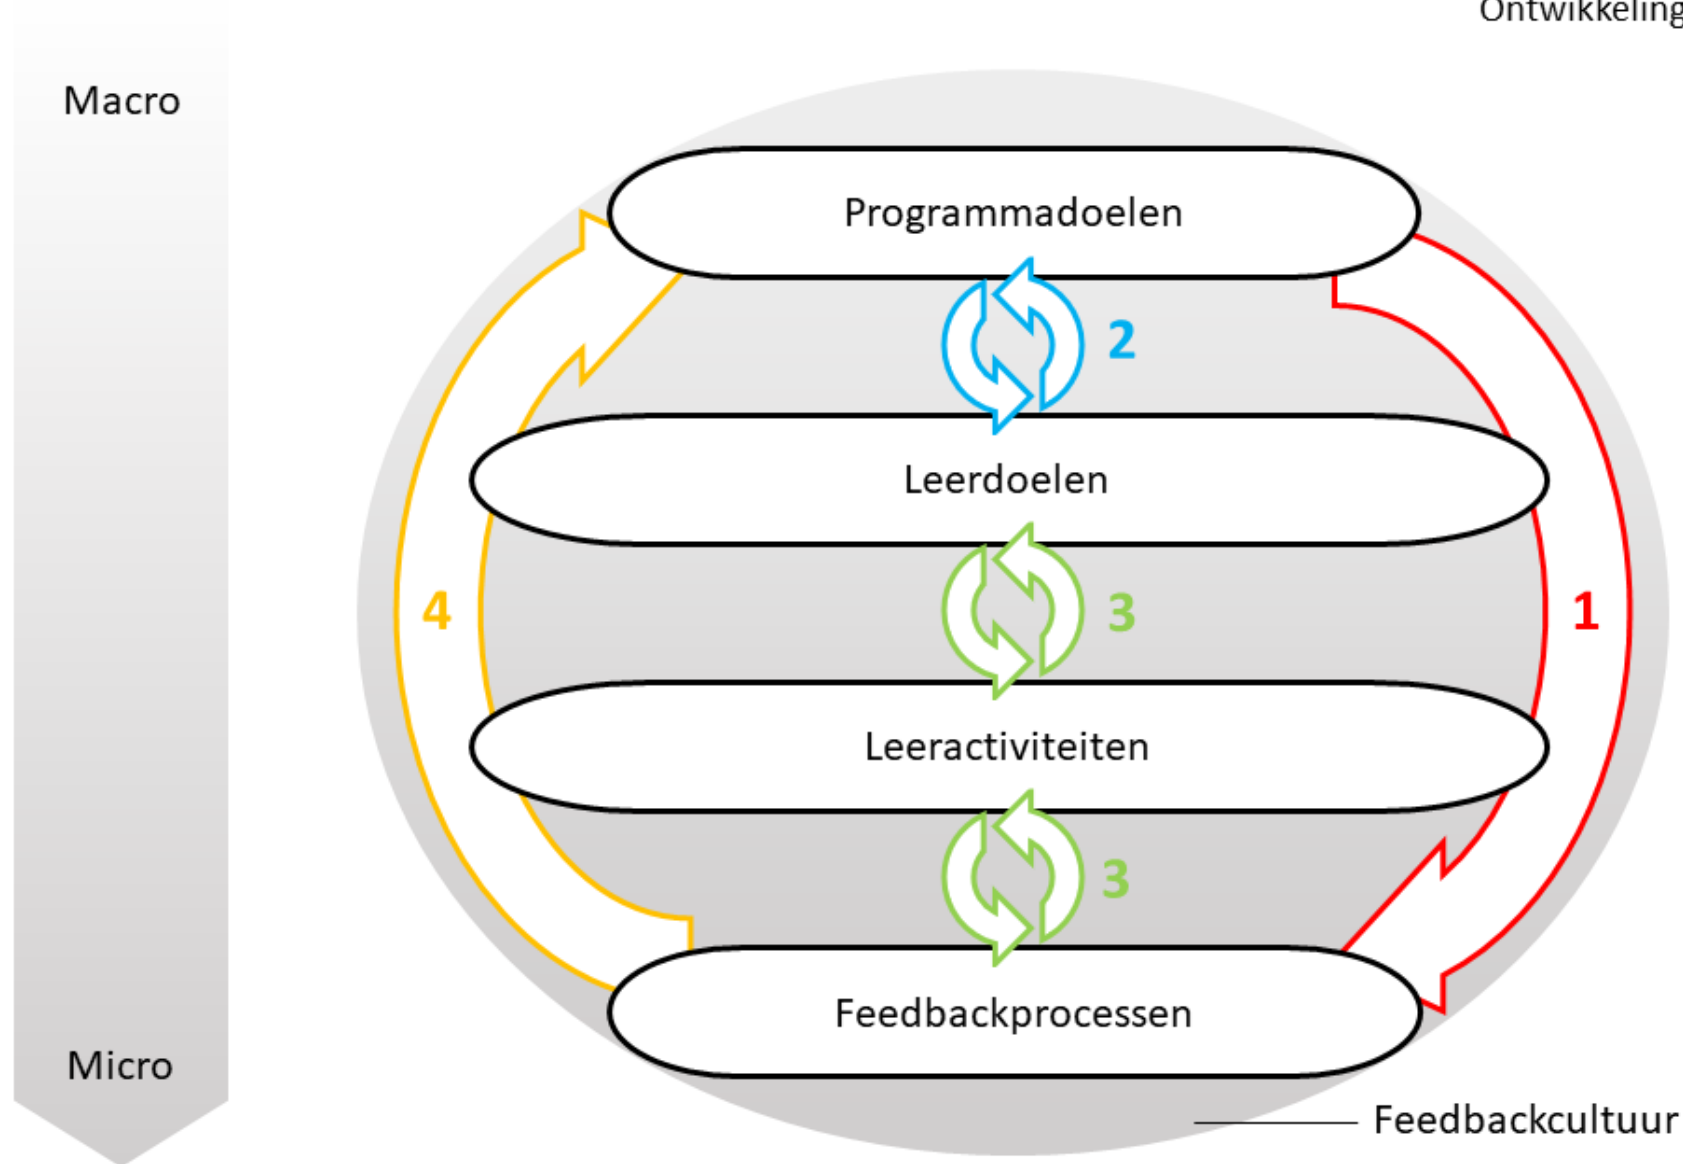 Ontwikkeling
Macro
Programmadoelen
2
Leerdoelen
4
3
1
Leeractiviteiten
3
Feedbackprocessen
Micro
Feedbackcultuur